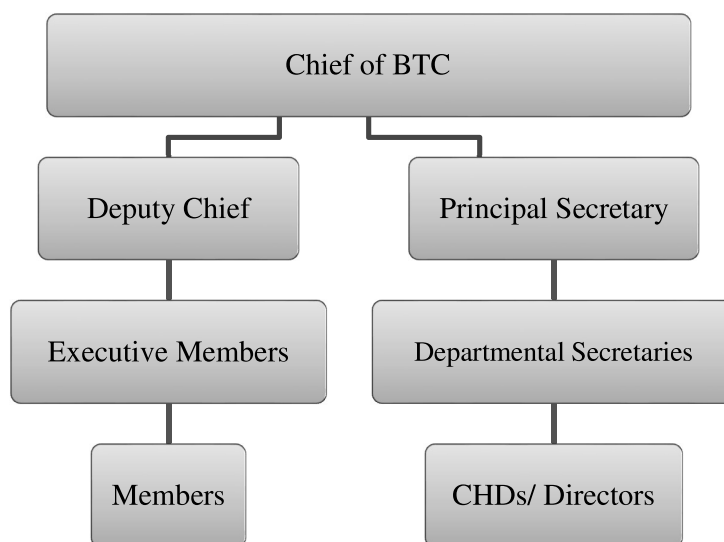 Chief of BTC
Deputy Chief
Principal Secretary
Executive Members
Departmental Secretaries
Members
CHDs/ Directors